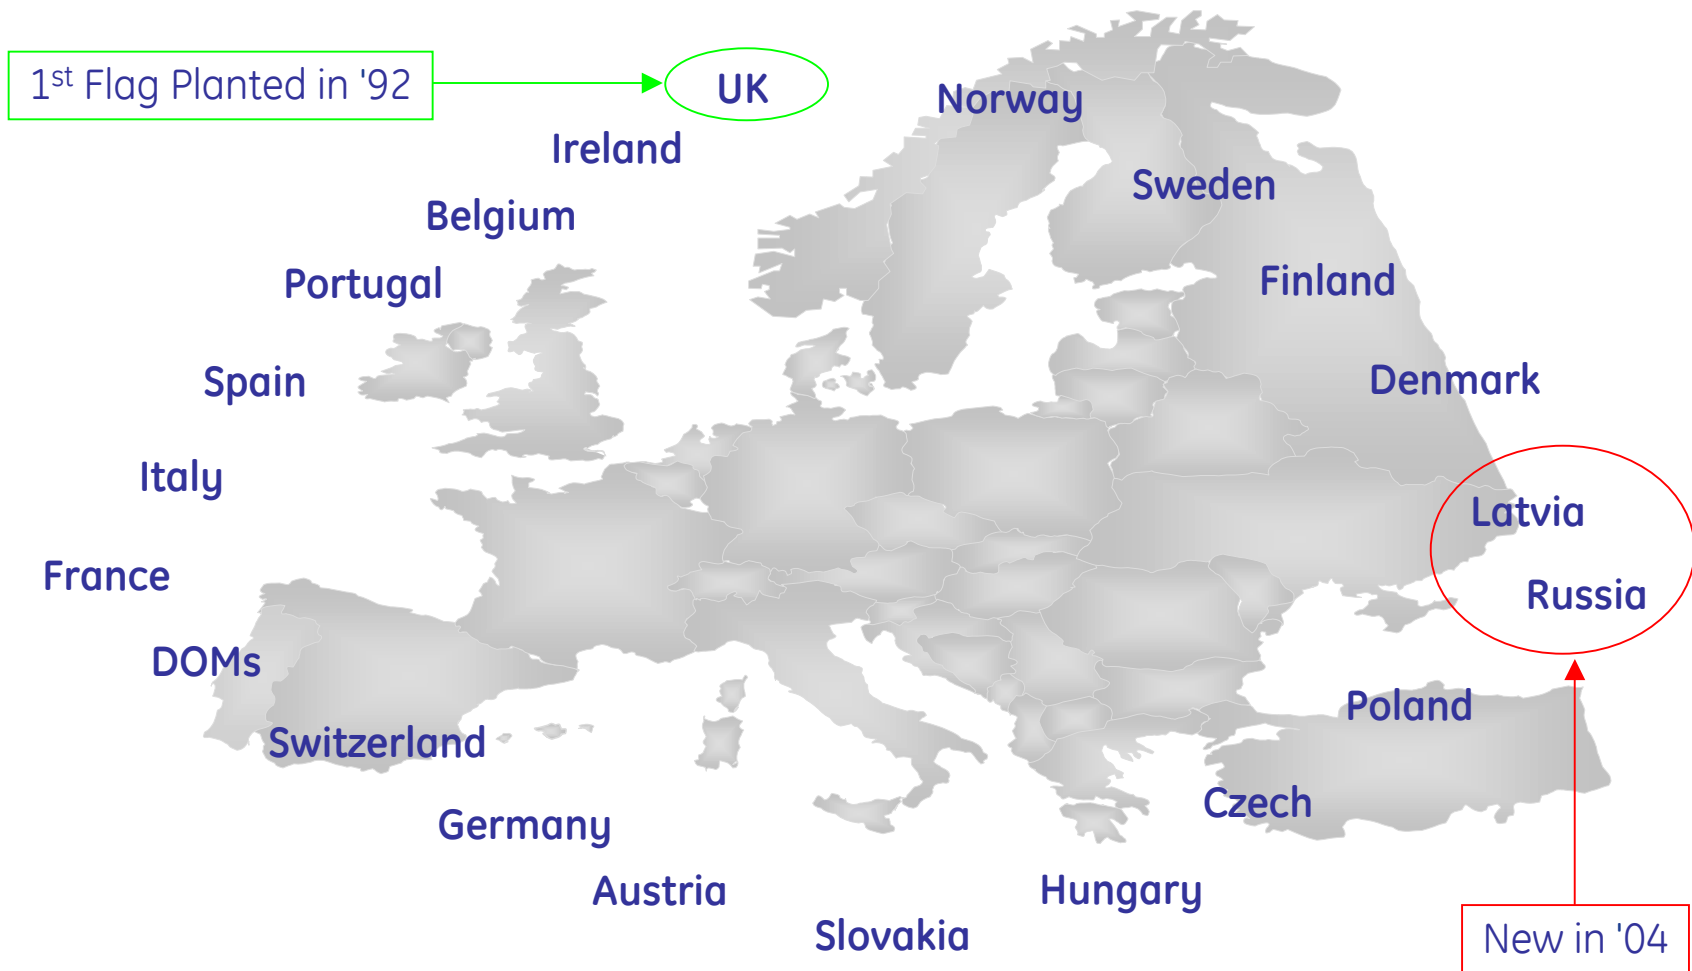 1st Flag Planted in '92
UK
Norway
Ireland
Sweden
Belgium
Portugal
Finland
Spain
Denmark
Italy
Latvia
France
Russia
DOMs
Poland
Switzerland
Czech
Germany
Austria
Hungary
Slovakia
New in '04